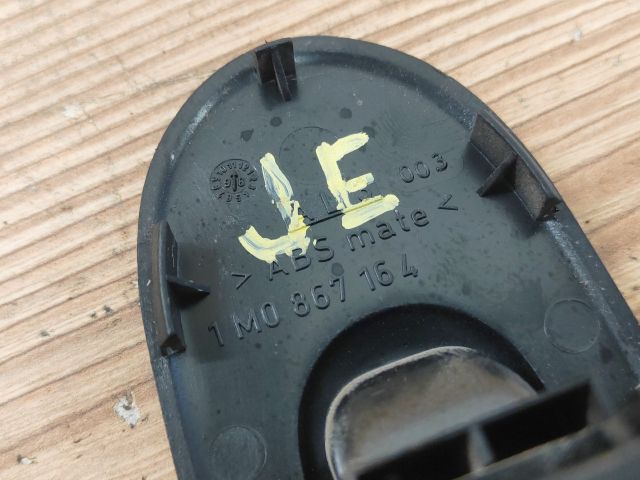 JE
003
> ABS mate <
1M0 867 164